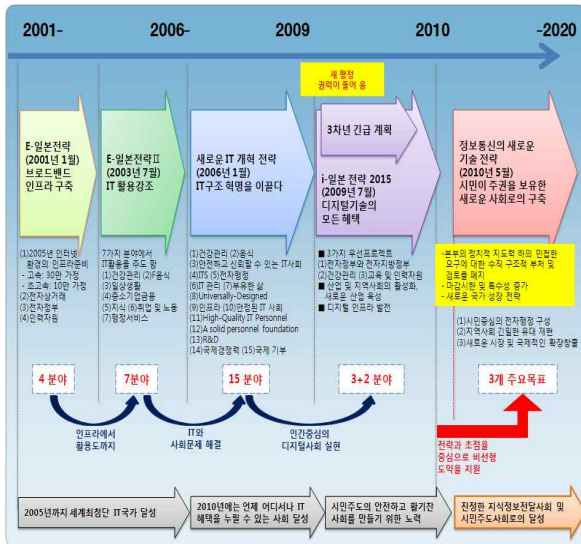 2001-
2006-
2009
2010
-2020
새 행정
권력이 들어 옴
E-일본전략
(2001년 1월)
브로드밴드
인프라 구축
E-일본전략Ⅱ
(2003년 7월)
IT 활용강조
새로운 IT 개혁 전략
(2006년 1월)
IT구조 혁명을 이끌다
3차년 긴급 계획
i-일본 전략 2015
(2009년 7월)
디지털기술의
모든 혜택
정보통신의 새로운
기술 전략
(2010년 5월)
시민이 주권을 보유한
새로운 사회로의 구축
(1)2005년 인터넷
환경의 인프라준비
- 고속: 30만 가정
- 초고속: 10만 가정
(2)전자상거래
(3)전자정부
(4)인력자원
7가지 분야에서
IT활용을 주도 함
(1)건강관리 (2)음식
(3)일상생활
(4)중소기업금융
(5)지식 (6)취업 및 노동
(7)행정서비스
(1)건강관리 (2)음식
(3)안전하고 신뢰할 수 있는 IT사회
(4)ITS (5)전자행정
(6)IT 관리 (7)부유한 삶
(8)Universally-Designed
(9)인프라 (10)안정된 IT 사회
(11)High-Quality IT Personnel
(12)A solid personnel foundation
(13)R&D
(14)국제경쟁력 (15)국제 기부
■ 3가지 우선프로젝트
(1)전자정부와 전자지방정부
(2)건강관리 (3)교육 및 인력자원
■ 산업 및 지역사회의 활성화,
새로운 산업 육성
■ 디지털 인프라 발전
-본부의 정치적 지도력 하의 민첩한
요구에 대한 수직 구조적 부처 및
검토를 폐지
- 마감시한 및 특수성 증가
- 새로운 국가 성장 전략
(1)시민중심의 전자행정 구성
(2)지역사회 긴밀한 유대 재현
(3)새로운 시장 및 국제적인 확장창출
4 분야
7분야
15 분야
3+2 분야
3개 주요목표
인프라에서
활용도까지
IT와
사회문제 해결
인간중심의
디지털사회 실현
전략과 초점을
중심으로 비선형
도약을 지원
2005년까지 세계최첨단 IT국가 달성
2010년에는 언제 어디서나 IT
혜택을 누릴 수 있는 사회 달성
시민주도의 안전하고 활기찬
사회를 만들기 위한 노력
진정한 지식정보전달사회 및
시민주도사회로의 달성